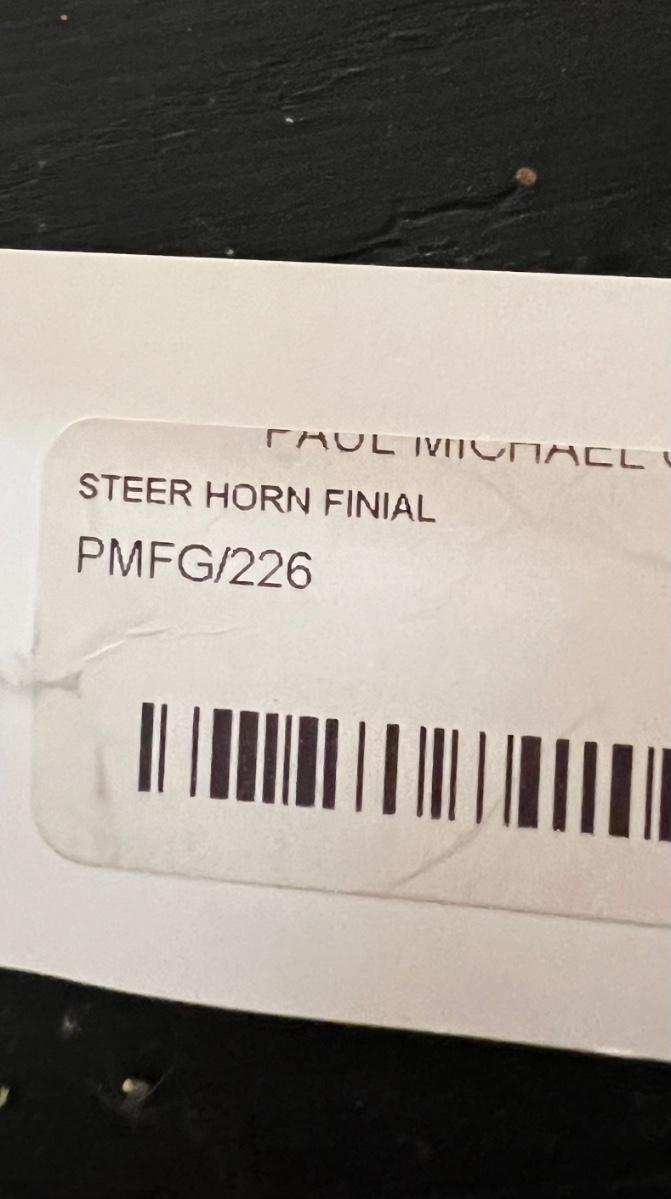 PAUL MICHAEL
STEER HORN FINIAL
PMFG/226